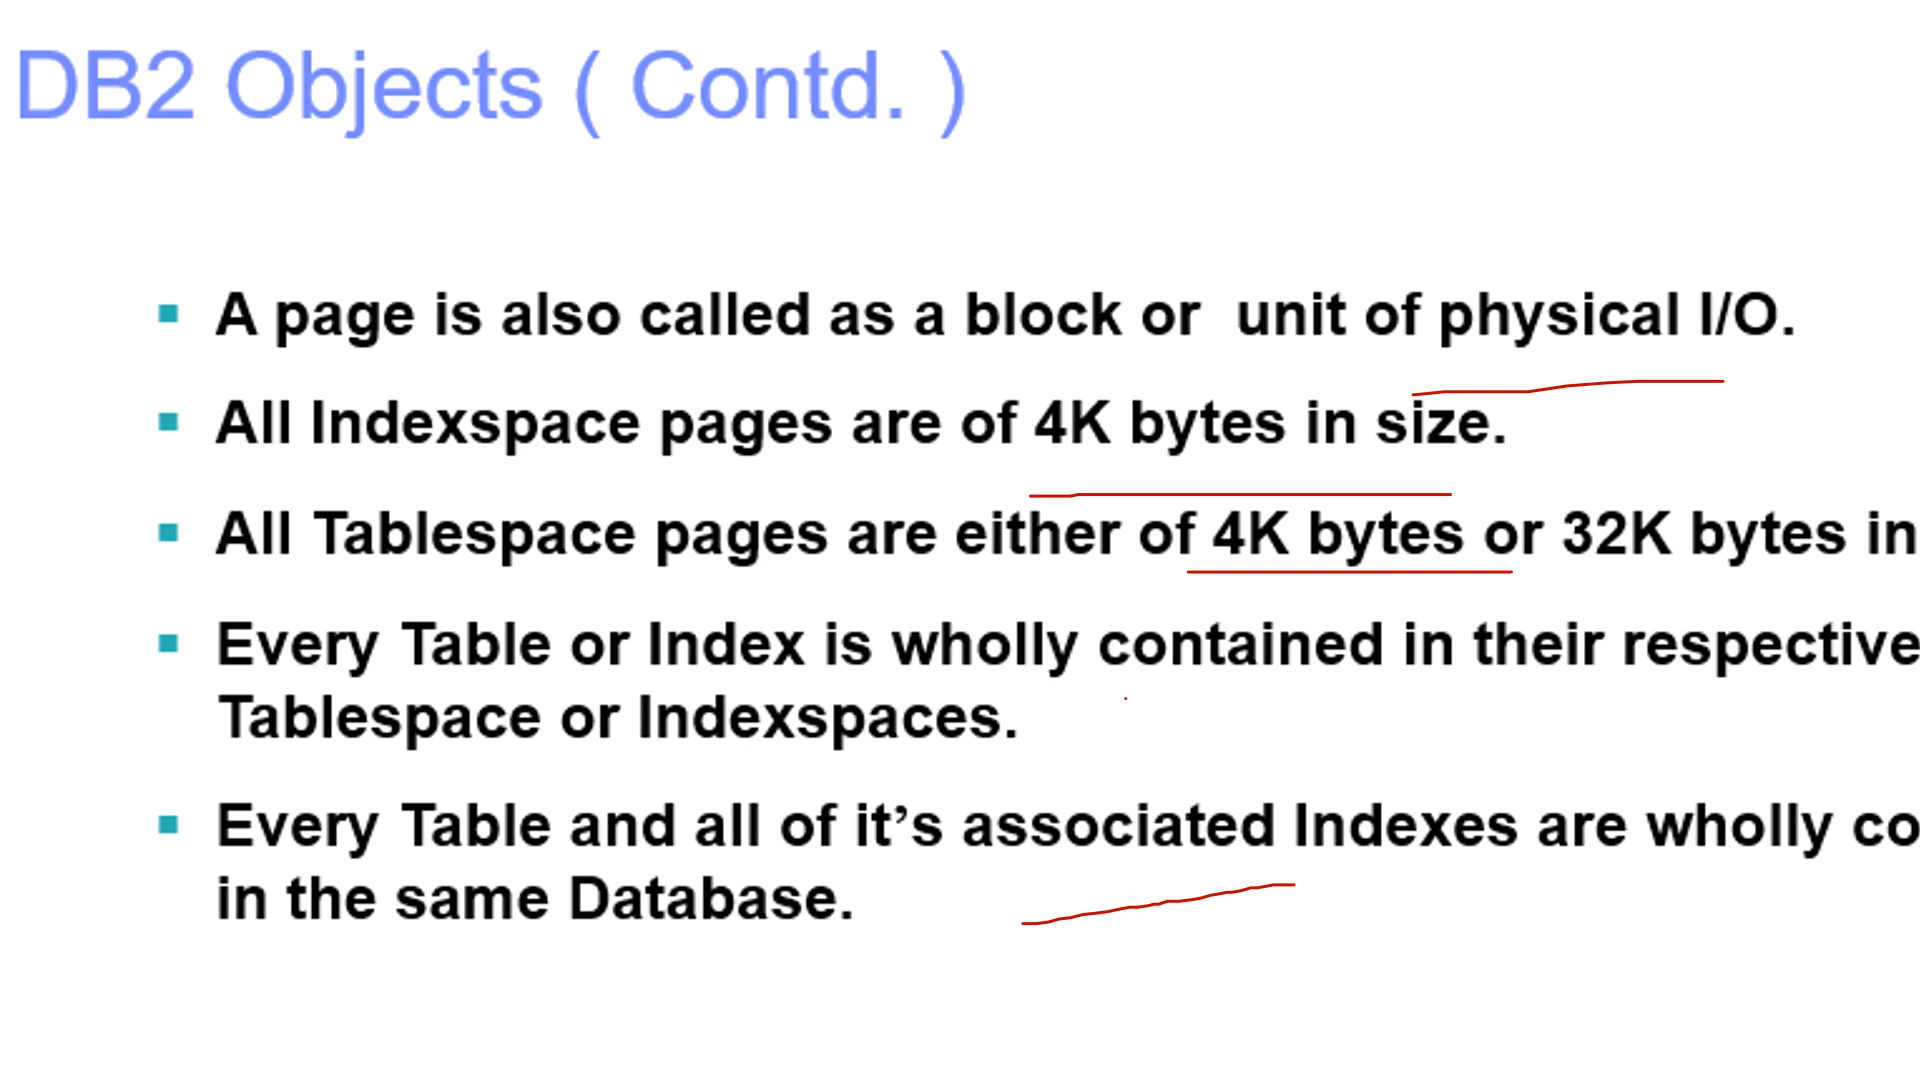 DB2 Objects ( Contd. )
A page is also called as a block or unit of physical I/O.
All Indexspace pages are of 4K bytes in size.
All Tablespace pages are either of 4K bytes or 32K bytes in
Every Table or Index is wholly contained in their respective
Tablespace or Indexspaces.
Every Table and all of it’s associated Indexes are wholly
in the same Database.